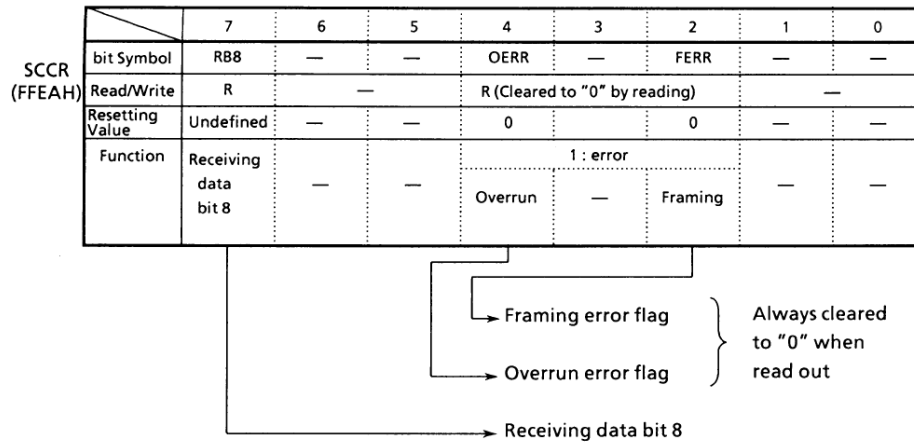 7 6 5 4 3 2 1 0
bit Symbol RB8 — — OERR — FERR — —
SCCR
(FFEAH)
Read/Write R — R (Cleared to "0" by reading) —
Resetting
Value Undefined — — 0 0 — —
Function Receiving
data
bit 8
— —
1 : error
Overrun — Framing
— —
Framing error flag
Overrun error flag
Always cleared
to "0" when
read out
Receiving data bit 8